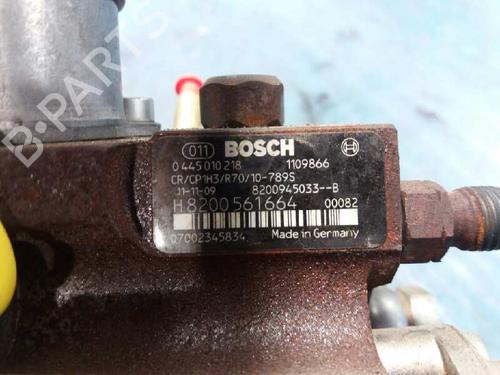 B-PARTS
011 BOSCH
0 445 010 218 1109866
CR/CP1H3/R70/10-789S
J1-11-09 8200945033--B
H8200561664 00082
07002345834 Made in Germany